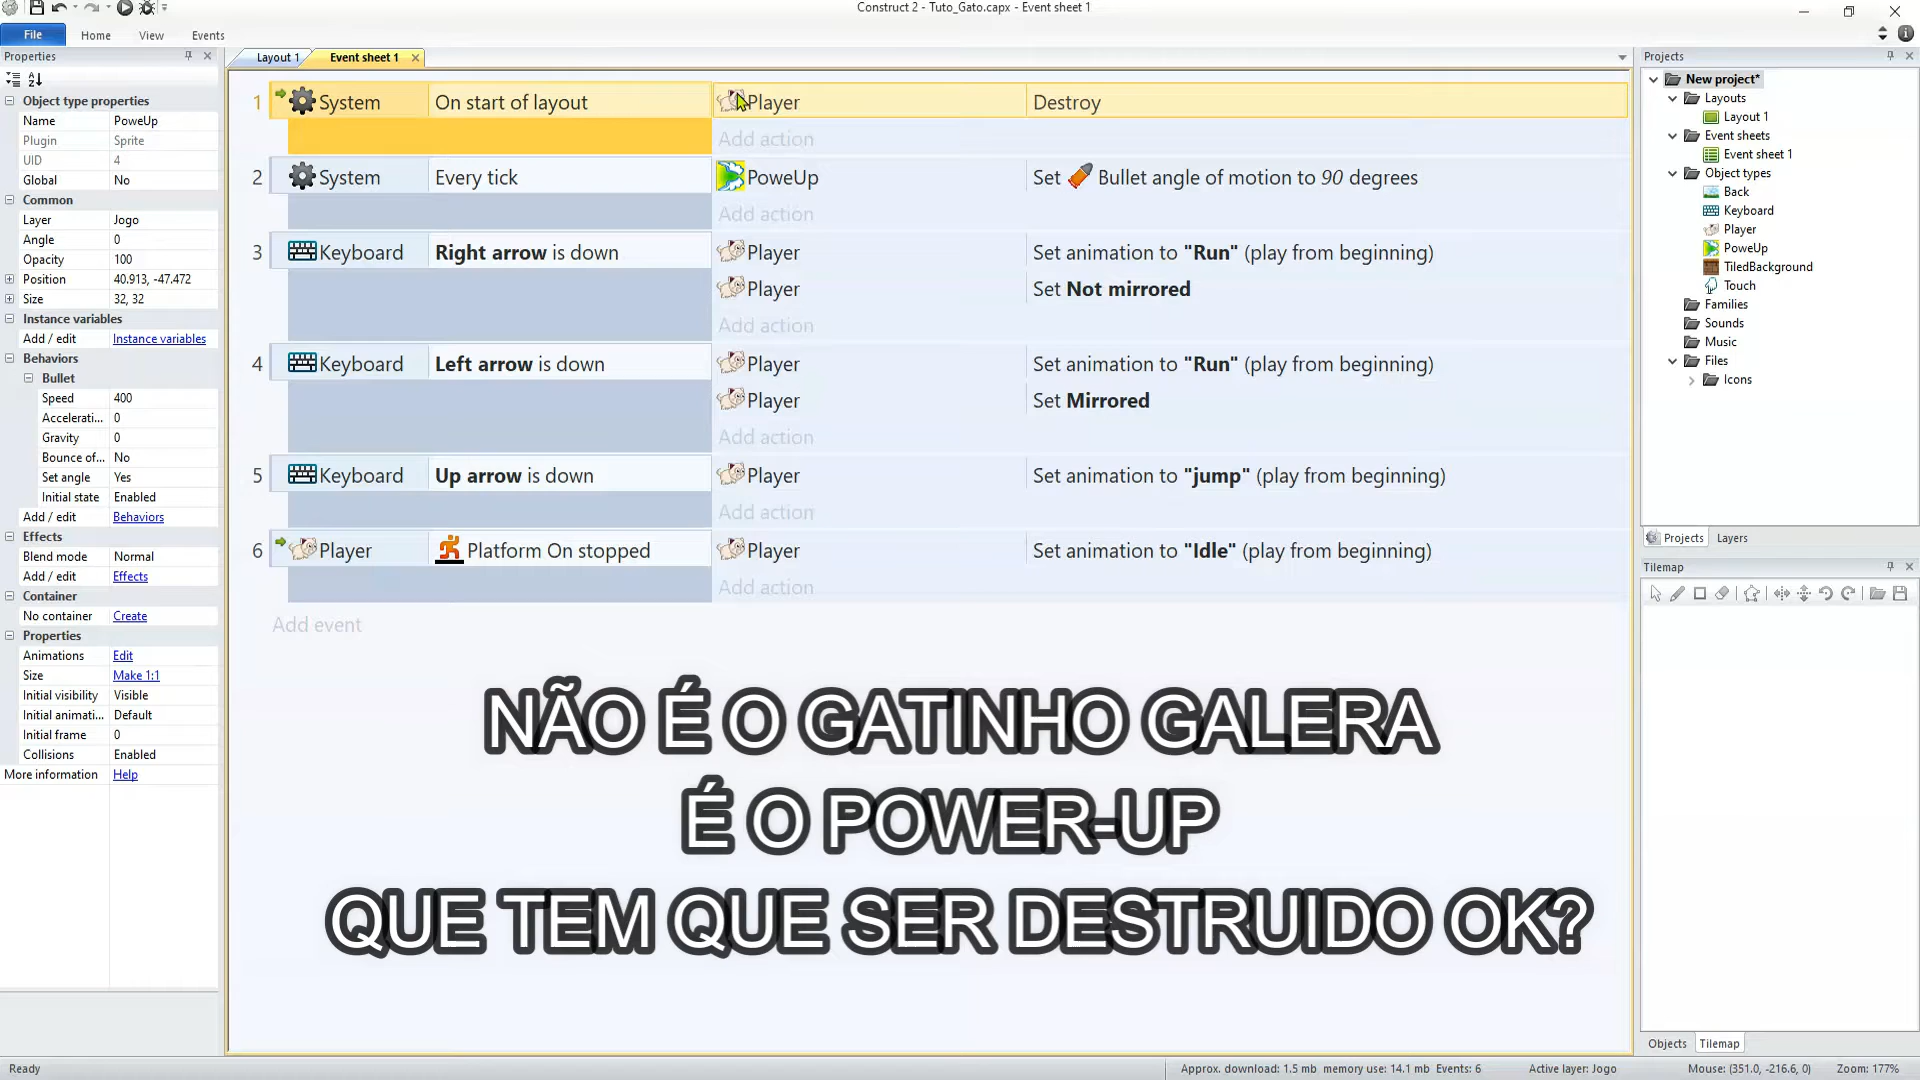 Construct 2 - Tuto_Gato.capx - Event sheet 1
File Home View Events
Properties
Layout 1
Event sheet 1
Projects
Object type properties
Name PoweUp
Plugin Sprite
UID 4
Global No
Common
Layer Jogo
Angle 0
Opacity 100
Position 40.913, -47.472
Size 32, 32
Instance variables
Add / edit Instance variables
Behaviors
Bullet
Speed 400
Accelerati... 0
Gravity 0
Bounce of... No
Set angle Yes
Initial state Enabled
Add / edit Behaviors
Effects
Blend mode Normal
Add / edit Effects
Container
No container Create
Properties
Animations Edit
Size Make 1:1
Initial visibility Visible
Initial animati... Default
Initial frame 0
Collisions Enabled
More information Help
1 System On start of layout Player Destroy
Add action
2 System Every tick PoweUp Set Bullet angle of motion to 90 degrees
Add action
3 Keyboard Right arrow is down Player Set animation to "Run" (play from beginning)
Player Set Not mirrored
Add action
4 Keyboard Left arrow is down Player Set animation to "Run" (play from beginning)
Player Set Mirrored
Add action
5 Keyboard Up arrow is down Player Set animation to "jump" (play from beginning)
Add action
6 Player Platform On stopped Player Set animation to "Idle" (play from beginning)
Add action
Add event
NÃO É O GATINHO GALERA
É O POWER-UP
QUE TEM QUE SER DESTRUIDO OK?
New project*
Layouts
Layout 1
Event sheets
Event sheet 1
Object types
Back
Keyboard
Player
PoweUp
TiledBackground
Touch
Families
Sounds
Music
Files
Icons
Projects Layers
Tilemap
Objects Tilemap
Ready
Approx. download: 1.5 mb memory use: 14.1 mb Events: 6
Active layer: Jogo
Mouse: (351.0, -216.6, 0)
Zoom: 177%